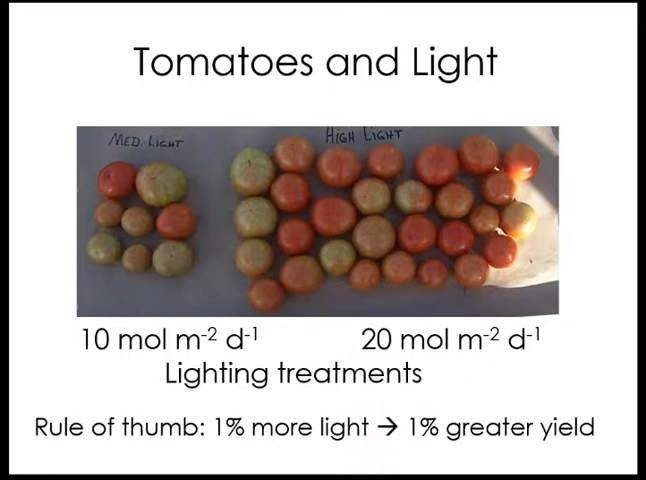 Tomatoes and Light
MED. LIGHT
HIGH LIGHT
10 mol m⁻² d⁻¹
20 mol m⁻² d⁻¹
Lighting treatments
Rule of thumb: 1% more light → 1% greater yield